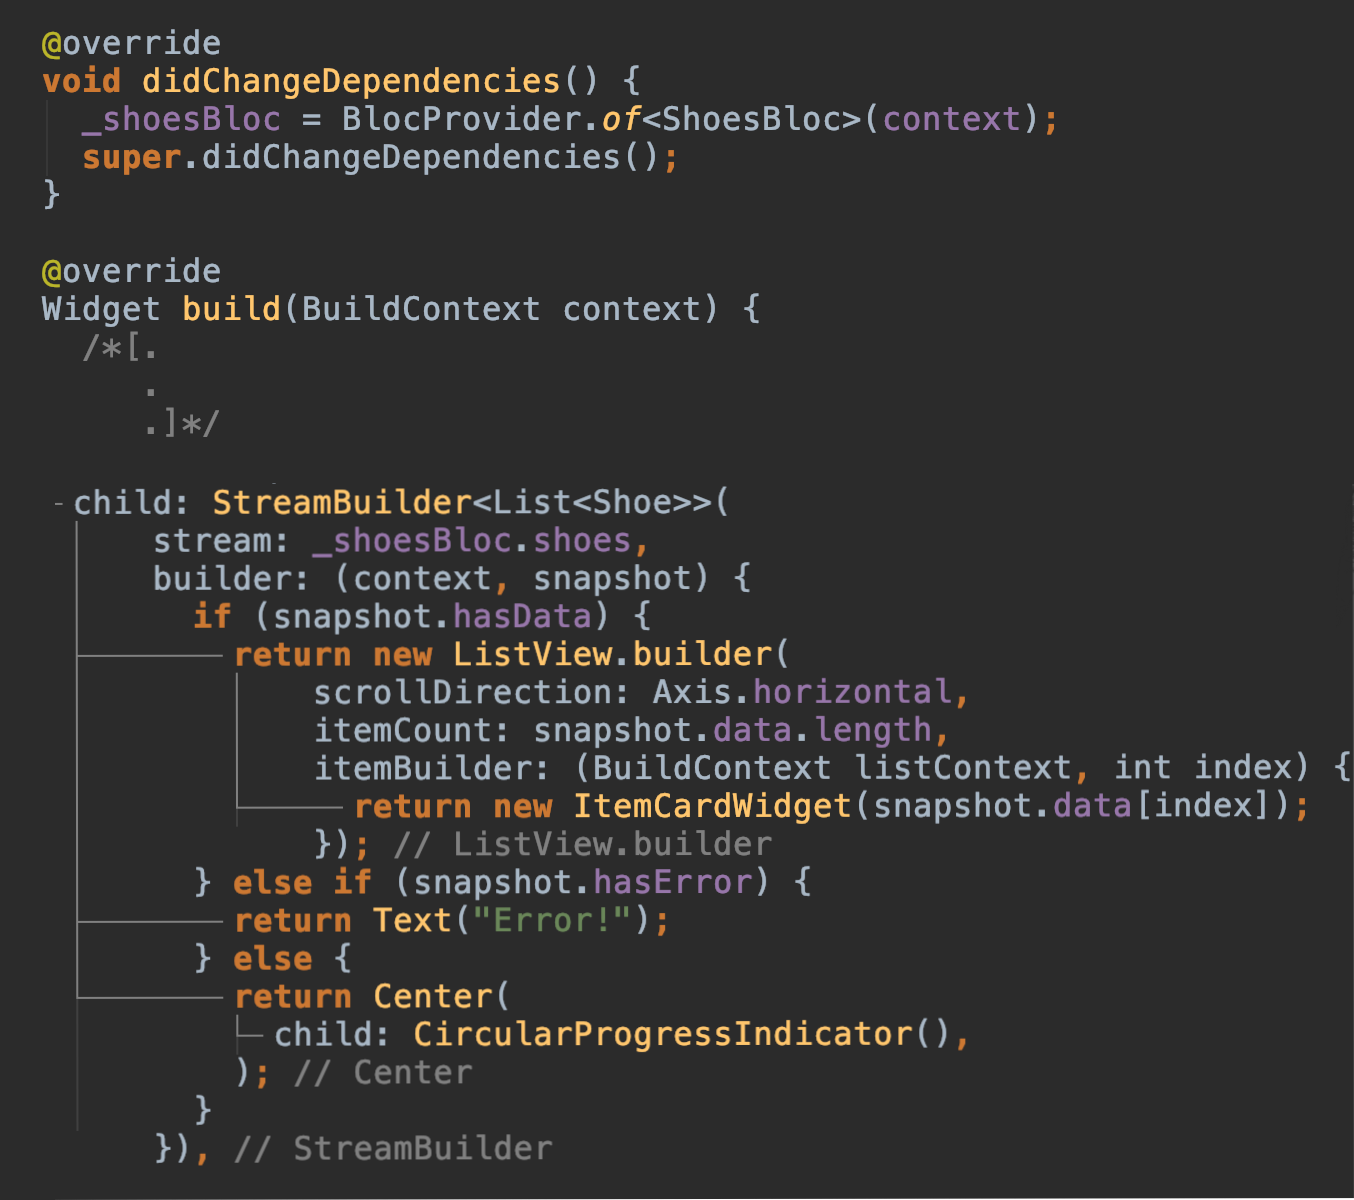 @override
void didChangeDependencies() {
  _shoesBloc = BlocProvider.of<ShoesBloc>(context);
  super.didChangeDependencies();
}

@override
Widget build(BuildContext context) {
  /*[.
     .
     .]*/

child: StreamBuilder<List<Shoe>>(
    stream: _shoesBloc.shoes,
    builder: (context, snapshot) {
      if (snapshot.hasData) {
        return new ListView.builder(
            scrollDirection: Axis.horizontal,
            itemCount: snapshot.data.length,
            itemBuilder: (BuildContext listContext, int index) {
              return new ItemCardWidget(snapshot.data[index]);
            }); // ListView.builder
      } else if (snapshot.hasError) {
        return Text("Error!");
      } else {
        return Center(
          child: CircularProgressIndicator(),
        ); // Center
      }
    }), // StreamBuilder